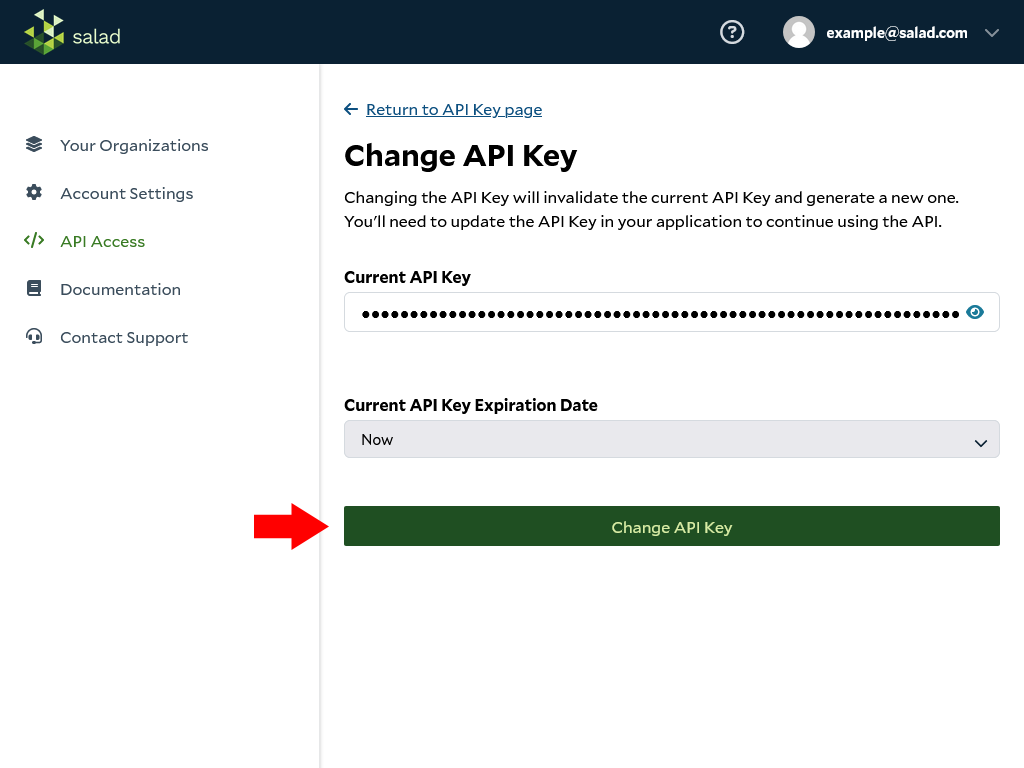 salad
?
example@salad.com
Your Organizations
Account Settings
API Access
Documentation
Contact Support
Return to API Key page
Change API Key
Changing the API Key will invalidate the current API Key and generate a new one.
You'll need to update the API Key in your application to continue using the API.
Current API Key
Current API Key Expiration Date
Now
Change API Key